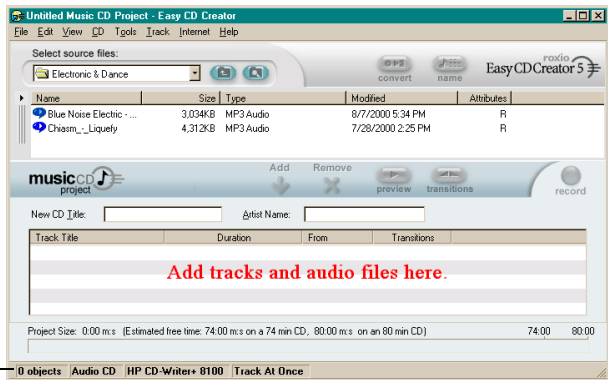 Untitled Music CD Project - Easy CD Creator
File Edit View CD Tools Track Internet Help
Select source files:
Electronic & Dance
convert name
roxio
Easy CD Creator 5
Name Size Type Modified Attributes
Blue Noise Electric - ... 3,034KB MP3 Audio 8/7/2000 5:34 PM R
Chiasm_-_Liquefy 4,312KB MP3 Audio 7/28/2000 2:25 PM R
musicCD project
Add Remove preview transitions record
New CD Title: Artist Name:
Track Title Duration From Transitions
Add tracks and audio files here.
Project Size: 0:00 m:s (Estimated free time: 74:00 m:s on a 74 min CD, 80:00 m:s on an 80 min CD) 74:00 80:00
0 objects Audio CD HP CD-Writer+ 8100 Track At Once